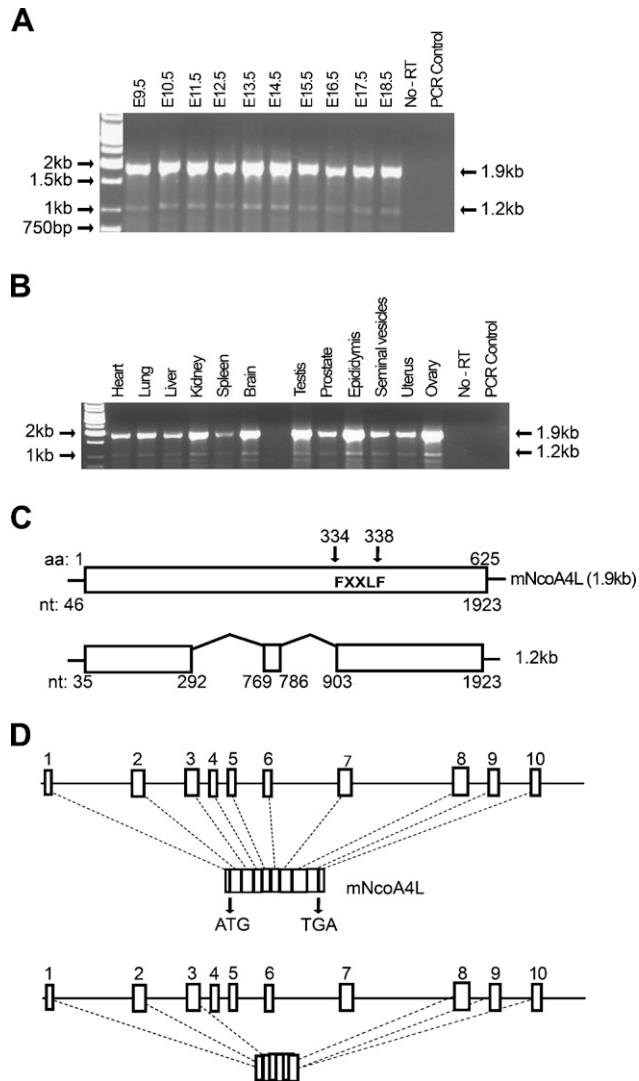 A
E9.5 E10.5 E11.5 E12.5 E13.5 E14.5 E15.5 E16.5 E17.5 E18.5 No - RT PCR Control
2kb
1.5kb
1kb
750bp
1.9kb
1.2kb
B
Heart Lung Liver Kidney Spleen Brain Testis Prostate Epididymis Seminal vesicles Uterus Ovary No - RT PCR Control
2kb
1kb
1.9kb
1.2kb
C
334 338
aa: 1 625
FXXLF
mNcoA4L (1.9kb)
nt: 46 1923
1.2kb
nt: 35 292 769 786 903 1923
D
1 2 3 4 5 6 7 8 9 10
mNcoA4L
ATG TGA
1 2 3 4 5 6 7 8 9 10